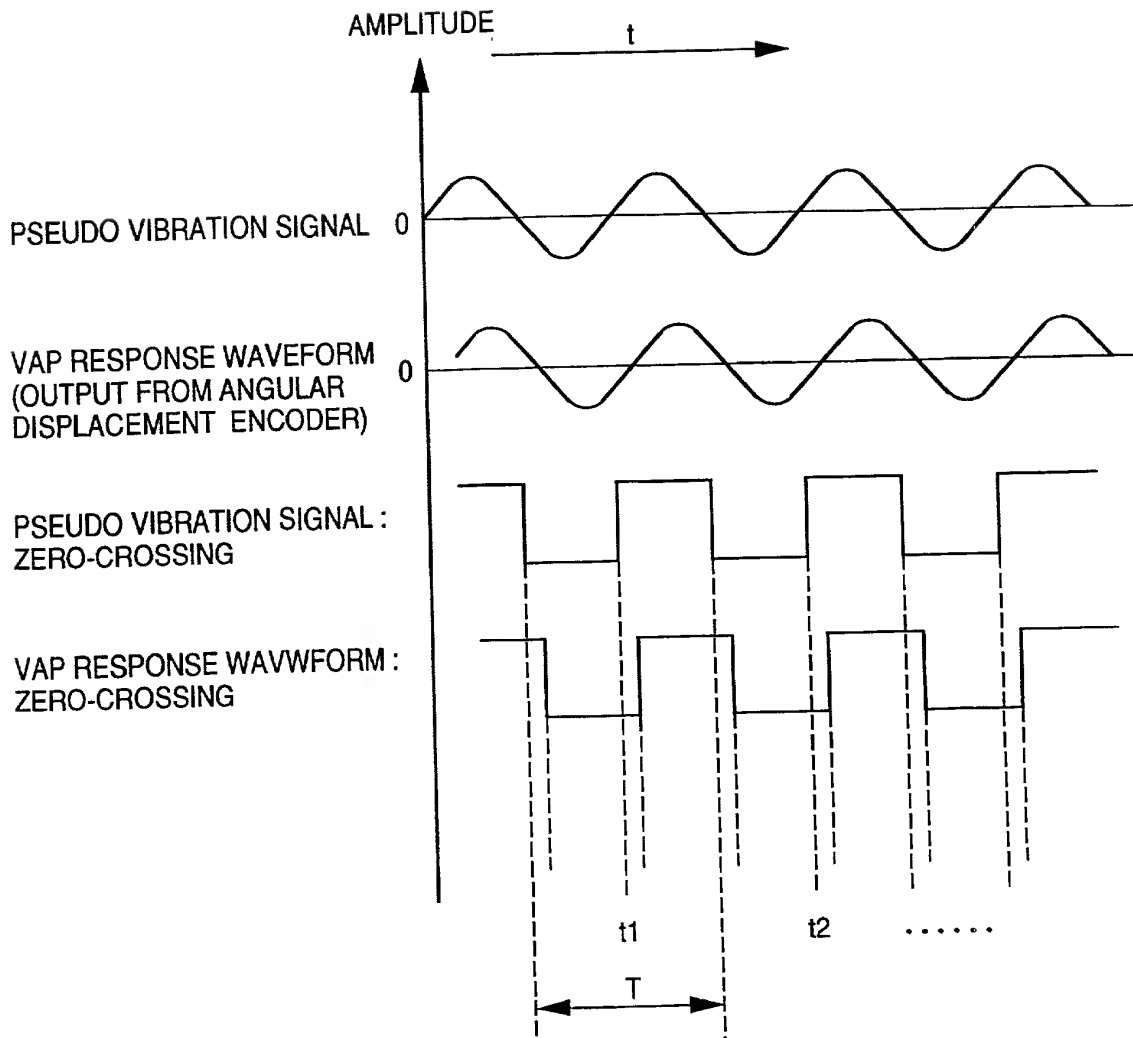 AMPLITUDE
t
PSEUDO VIBRATION SIGNAL 0
VAP RESPONSE WAVEFORM
(OUTPUT FROM ANGULAR
DISPLACEMENT ENCODER)
0
PSEUDO VIBRATION SIGNAL :
ZERO-CROSSING
VAP RESPONSE WAVWFORM :
ZERO-CROSSING
t1 t2 ......
T